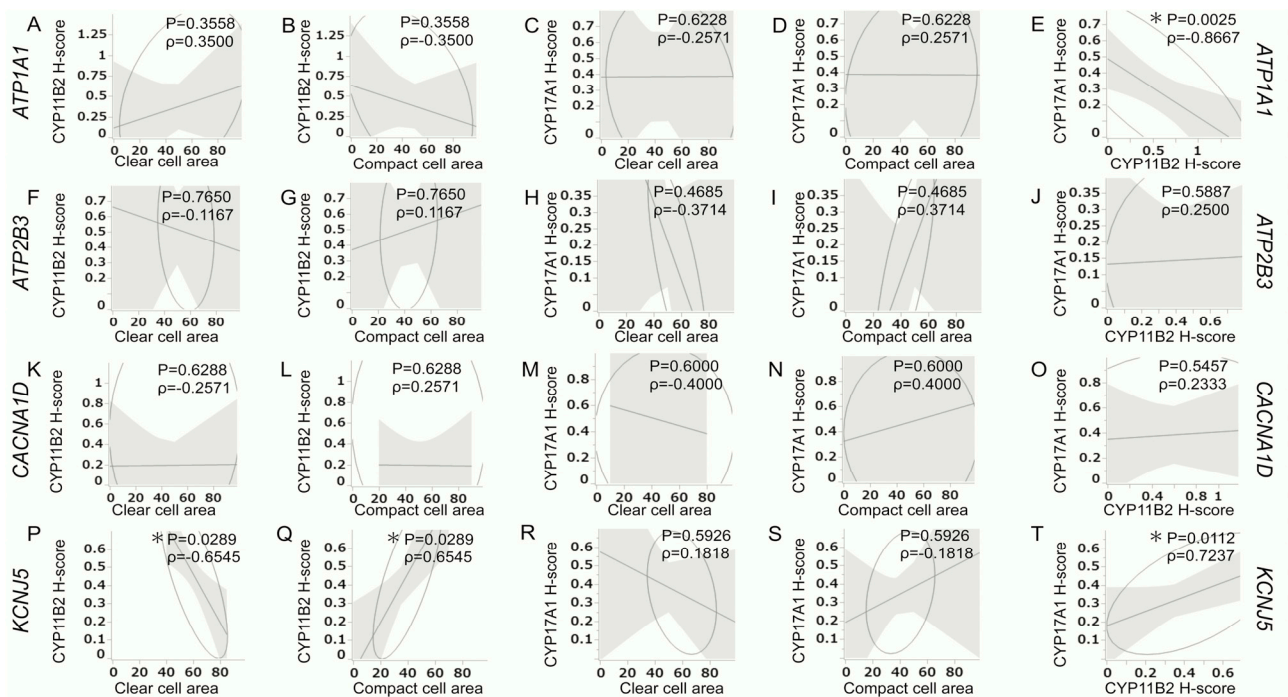 ATP1A1
A
P=0.3558
ρ=0.3500
CYP11B2 H-score
1.25
1
0.75
0.5
0.25
0
0 20 40 60 80
Clear cell area
B
P=0.3558
ρ=-0.3500
CYP11B2 H-score
1.25
1
0.75
0.5
0.25
0
0 20 40 60 80
Compact cell area
C
P=0.6228
ρ=-0.2571
CYP17A1 H-score
0.7
0.6
0.5
0.4
0.3
0.2
0
0 20 40 60 80
Clear cell area
D
P=0.6228
ρ=0.2571
CYP17A1 H-score
0.7
0.6
0.5
0.4
0.3
0.2
0
0 20 40 60 80
Compact cell area
E
* P=0.0025
ρ=-0.8667
CYP17A1 H-score
0.7
0.6
0.5
0.4
0.3
0.2
0
0 0.5 1
CYP11B2 H-score
ATP1A1
ATP2B3
F
P=0.7650
ρ=-0.1167
CYP11B2 H-score
0.7
0.6
0.5
0.4
0.3
0.2
0
0 20 40 60 80
Clear cell area
G
P=0.7650
ρ=0.1167
CYP11B2 H-score
0.7
0.6
0.5
0.4
0.3
0.2
0
0 20 40 60 80
Compact cell area
H
P=0.4685
ρ=-0.3714
CYP17A1 H-score
0.35
0.3
0.25
0.2
0.15
0.1
0
0 20 40 60 80
Clear cell area
I
P=0.4685
ρ=0.3714
CYP17A1 H-score
0.35
0.3
0.25
0.2
0.15
0.1
0
0 20 40 60 80
Compact cell area
J
P=0.5887
ρ=0.2500
CYP17A1 H-score
0.35
0.3
0.25
0.2
0.15
0.1
0
0 0.2 0.4 0.6
CYP11B2 H-score
ATP2B3
CACNA1D
K
P=0.6288
ρ=-0.2571
CYP11B2 H-score
1
0.8
0.6
0.4
0.2
0
0 20 40 60 80
Clear cell area
L
P=0.6288
ρ=0.2571
CYP11B2 H-score
1
0.8
0.6
0.4
0.2
0
0 20 40 60 80
Compact cell area
M
P=0.6000
ρ=-0.4000
CYP17A1 H-score
0.8
0.6
0.4
0.2
0
0 20 40 60 80
Clear cell area
N
P=0.6000
ρ=0.4000
CYP17A1 H-score
0.8
0.6
0.4
0.2
0
0 20 40 60 80
Compact cell area
O
P=0.5457
ρ=0.2333
CYP17A1 H-score
0.8
0.6
0.4
0.2
0
0 0.2 0.6 1
CYP11B2 H-score
CACNA1D
KCNJ5
P
* P=0.0289
ρ=-0.6545
CYP11B2 H-score
0.6
0.5
0.4
0.3
0.2
0.1
0
0 20 40 60 80
Clear cell area
Q
* P=0.0289
ρ=0.6545
CYP11B2 H-score
0.6
0.5
0.4
0.3
0.2
0.1
0
0 20 40 60 80
Compact cell area
R
P=0.5926
ρ=0.1818
CYP17A1 H-score
0.6
0.5
0.4
0.3
0.2
0.1
0 20 40 60 80
Clear cell area
S
P=0.5926
ρ=-0.1818
CYP17A1 H-score
0.6
0.5
0.4
0.3
0.2
0.1
0 20 40 60 80
Compact cell area
T
* P=0.0112
ρ=0.7237
CYP17A1 H-score
0.6
0.5
0.4
0.3
0.2
0.1
0
0 0.2 0.4 0.6
CYP11B2 H-score
KCNJ5